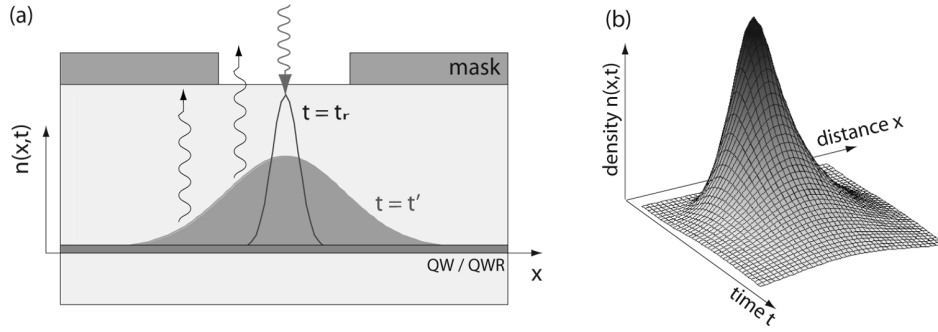 (a)
mask
t = tᵣ
n(x,t)
t = t′
QW / QWR
x
(b)
density n(x,t)
distance x
time t